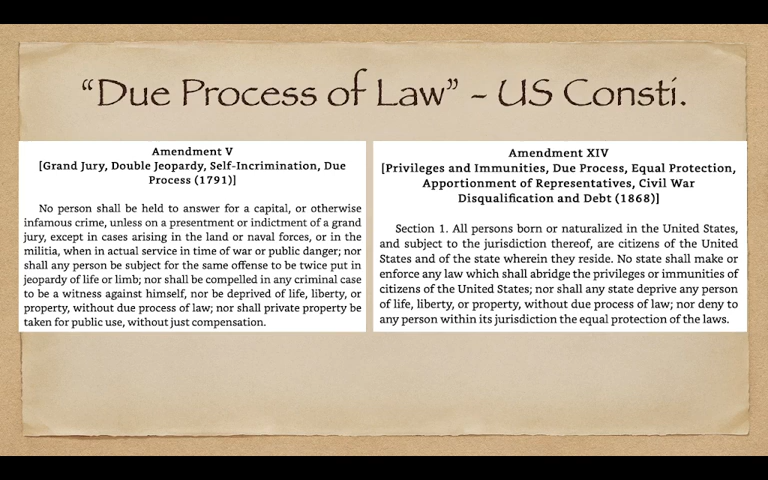 “Due Process of Law” - US Consti.
Amendment V
[Grand Jury, Double Jeopardy, Self-Incrimination, Due
Process (1791)]
No person shall be held to answer for a capital, or otherwise
infamous crime, unless on a presentment or indictment of a grand
jury, except in cases arising in the land or naval forces, or in the
militia, when in actual service in time of war or public danger; nor
shall any person be subject for the same offense to be twice put in
jeopardy of life or limb; nor shall be compelled in any criminal case
to be a witness against himself, nor be deprived of life, liberty, or
property, without due process of law; nor shall private property be
taken for public use, without just compensation.
Amendment XIV
[Privileges and Immunities, Due Process, Equal Protection,
Apportionment of Representatives, Civil War
Disqualification and Debt (1868)]
Section 1. All persons born or naturalized in the United States,
and subject to the jurisdiction thereof, are citizens of the United
States and of the state wherein they reside. No state shall make or
enforce any law which shall abridge the privileges or immunities of
citizens of the United States; nor shall any state deprive any person
of life, liberty, or property, without due process of law; nor deny to
any person within its jurisdiction the equal protection of the laws.